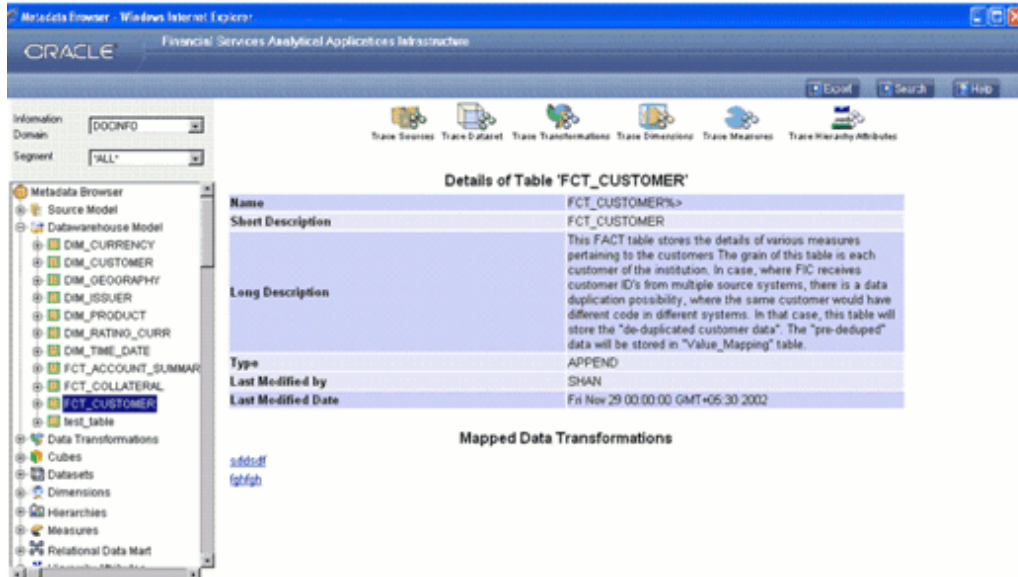 Metadata Browser - Windows Internet Explorer
ORACLE
Financial Services Analytical Applications Infrastructure
Export
Search
Help
Information Domain
DOCINFO
Segment
*ALL*
Trace Sources
Trace Dataset
Trace Transformations
Trace Dimensions
Trace Measures
Trace Hierarchy Attributes
Metadata Browser
Source Model
Datawarehouse Model
DIM_CURRENCY
DIM_CUSTOMER
DIM_GEOGRAPHY
DIM_ISSUER
DIM_PRODUCT
DIM_RATING_CURR
DIM_TIME_DATE
FCT_ACCOUNT_SUMMAR
FCT_COLLATERAL
FCT_CUSTOMER
test_table
Data Transformations
Cubes
Datasets
Dimensions
Hierarchies
Measures
Relational Data Mart
Details of Table 'FCT_CUSTOMER'
Name
FCT_CUSTOMER%>
Short Description
FCT_CUSTOMER
Long Description
This FACT table stores the details of various measures
pertaining to the customers The grain of this table is each
customer of the institution. In case, where FIC receives
customer ID's from multiple source systems, there is a data
duplication possibility, where the same customer would have
different code in different systems. In that case, this table will
store the "de-duplicated customer data". The "pre-deduped"
data will be stored in "Value_Mapping" table.
Type
APPEND
Last Modified by
SHAN
Last Modified Date
Fri Nov 29 00:00:00 GMT+05:30 2002
Mapped Data Transformations
sddsdf
fghfgh